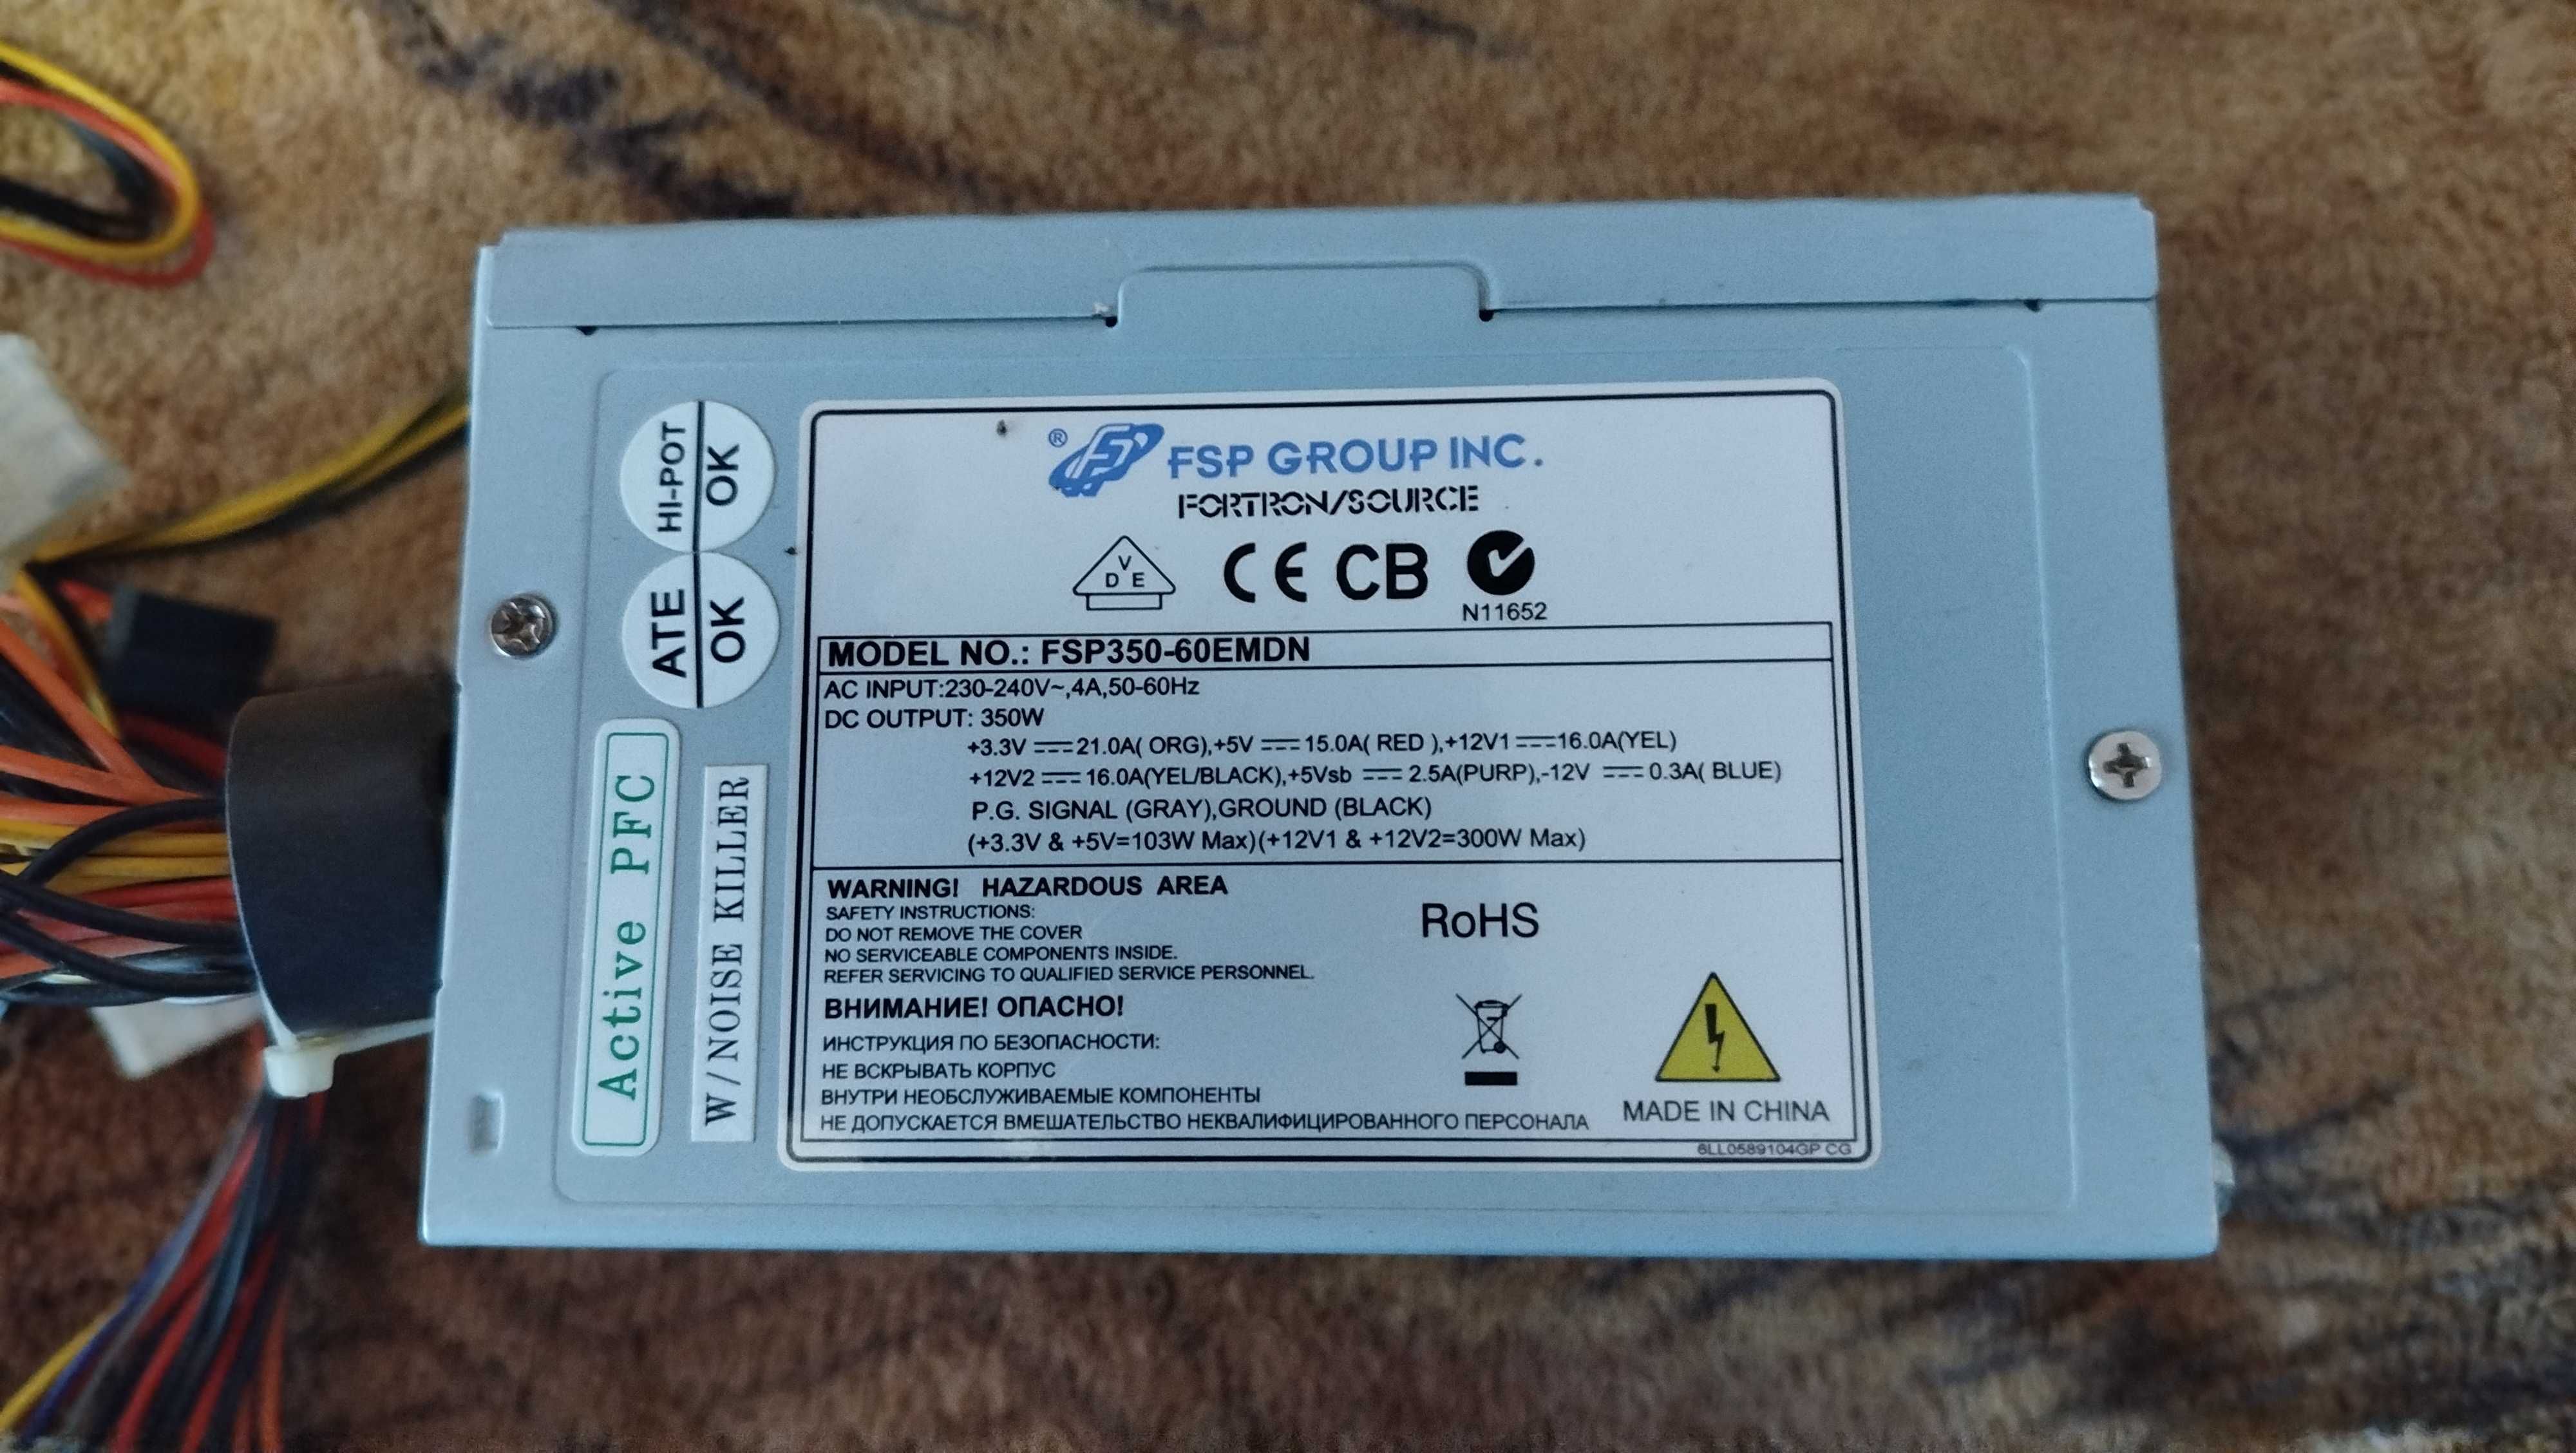 HI-POT
OK
ATE
OK
Active PFC
W/NOISE KILLER
® FSP GROUP INC.
FORTRON/SOURCE
VDE CE CB
N11652
MODEL NO.: FSP350-60EMDN
AC INPUT:230-240V~,4A,50-60Hz
DC OUTPUT: 350W
+3.3V ⎓ 21.0A( ORG),+5V ⎓ 15.0A( RED ),+12V1 ⎓ 16.0A(YEL)
+12V2 ⎓ 16.0A(YEL/BLACK),+5Vsb ⎓ 2.5A(PURP),-12V ⎓ 0.3A( BLUE)
P.G. SIGNAL (GRAY),GROUND (BLACK)
(+3.3V & +5V=103W Max)(+12V1 & +12V2=300W Max)
WARNING! HAZARDOUS AREA
SAFETY INSTRUCTIONS:
DO NOT REMOVE THE COVER
NO SERVICEABLE COMPONENTS INSIDE.
REFER SERVICING TO QUALIFIED SERVICE PERSONNEL.
RoHS
ВНИМАНИЕ! ОПАСНО!
ИНСТРУКЦИЯ ПО БЕЗОПАСНОСТИ:
НЕ ВСКРЫВАТЬ КОРПУС
ВНУТРИ НЕОБСЛУЖИВАЕМЫЕ КОМПОНЕНТЫ
НЕ ДОПУСКАЕТСЯ ВМЕШАТЕЛЬСТВО НЕКВАЛИФИЦИРОВАННОГО ПЕРСОНАЛА
MADE IN CHINA
6LL0589104GP CG